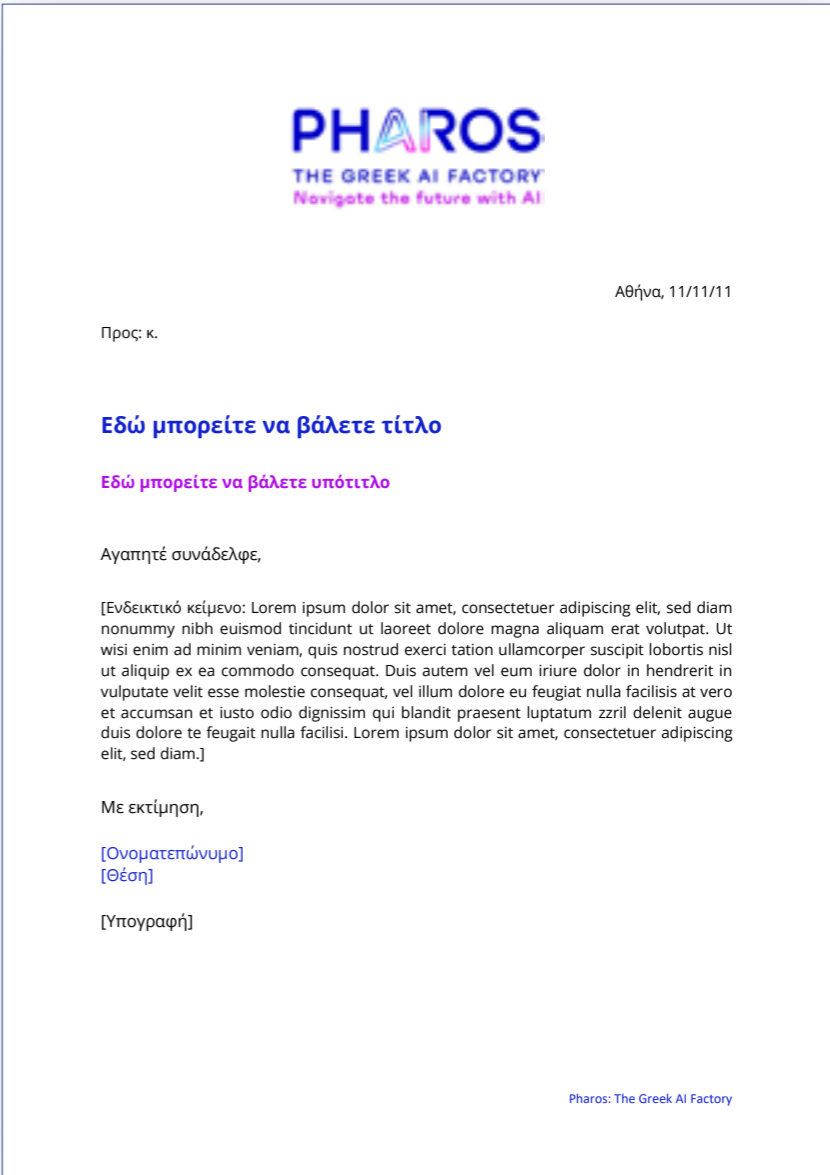 PHAROS
THE GREEK AI FACTORY
Navigate the future with AI
Αθήνα, 11/11/11
Προς: κ.
Εδώ μπορείτε να βάλετε τίτλο
Εδώ μπορείτε να βάλετε υπότιτλο
Αγαπητέ συνάδελφε,
[Ενδεικτικό κείμενο: Lorem ipsum dolor sit amet, consectetuer adipiscing elit, sed diam
nonummy nibh euismod tincidunt ut laoreet dolore magna aliquam erat volutpat. Ut
wisi enim ad minim veniam, quis nostrud exerci tation ullamcorper suscipit lobortis nisl
ut aliquip ex ea commodo consequat. Duis autem vel eum iriure dolor in hendrerit in
vulputate velit esse molestie consequat, vel illum dolore eu feugiat nulla facilisis at vero
et accumsan et iusto odio dignissim qui blandit praesent luptatum zzril delenit augue
duis dolore te feugait nulla facilisi. Lorem ipsum dolor sit amet, consectetuer adipiscing
elit, sed diam.]
Με εκτίμηση,
[Ονοματεπώνυμο]
[Θέση]
[Υπογραφή]
Pharos: The Greek AI Factory